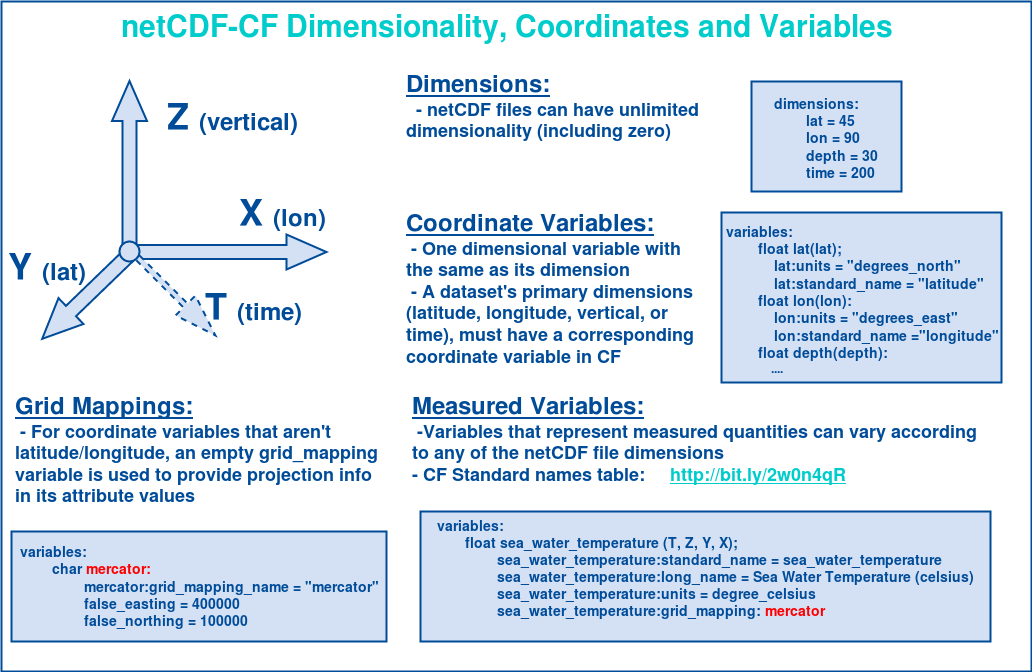 netCDF-CF Dimensionality, Coordinates and Variables
Z (vertical)
X (lon)
Y (lat)
T (time)
Dimensions:
- netCDF files can have unlimited
dimensionality (including zero)
dimensions:
lat = 45
lon = 90
depth = 30
time = 200
Coordinate Variables:
- One dimensional variable with
the same as its dimension
- A dataset's primary dimensions
(latitude, longitude, vertical, or
time), must have a corresponding
coordinate variable in CF
variables:
float lat(lat);
lat:units = "degrees_north"
lat:standard_name = "latitude"
float lon(lon):
lon:units = "degrees_east"
lon:standard_name ="longitude"
float depth(depth):
....
Grid Mappings:
- For coordinate variables that aren't
latitude/longitude, an empty grid_mapping
variable is used to provide projection info
in its attribute values
variables:
char mercator:
mercator:grid_mapping_name = "mercator"
false_easting = 400000
false_northing = 100000
Measured Variables:
-Variables that represent measured quantities can vary according
to any of the netCDF file dimensions
- CF Standard names table: http://bit.ly/2w0n4qR
variables:
float sea_water_temperature (T, Z, Y, X);
sea_water_temperature:standard_name = sea_water_temperature
sea_water_temperature:long_name = Sea Water Temperature (celsius)
sea_water_temperature:units = degree_celsius
sea_water_temperature:grid_mapping: mercator